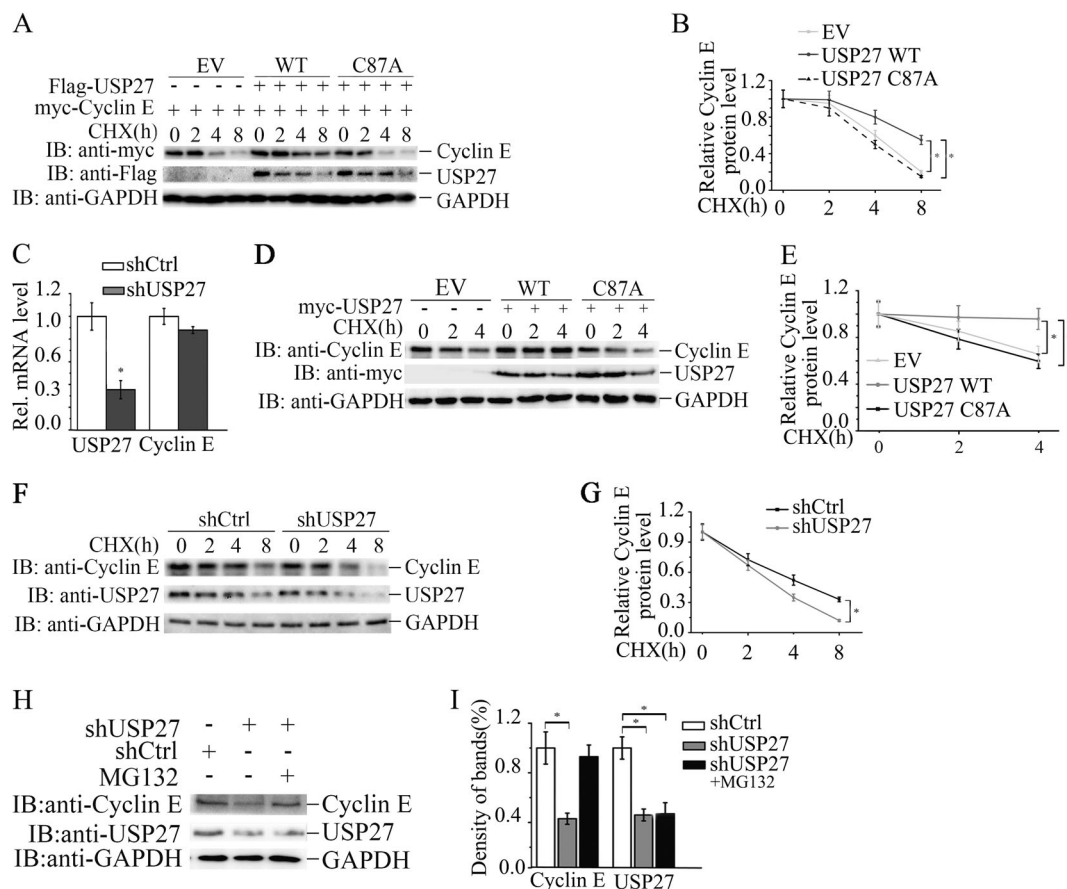 A
EV WT C87A
Flag-USP27 - - - - + + + + + + + +
myc-Cyclin E + + + + + + + + + + + +
CHX(h) 0 2 4 8 0 2 4 8 0 2 4 8
IB: anti-myc Cyclin E
IB: anti-Flag USP27
IB: anti-GAPDH GAPDH
B
EV
USP27 WT
USP27 C87A
Relative Cyclin E
protein level
1.2
0.8
0.4
0.0
* *
CHX(h) 0 2 4 8
C
shCtrl
shUSP27
Rel. mRNA level
1.2
1.0
0.6
0.3
0.0
*
USP27 Cyclin E
D
EV WT C87A
myc-USP27 - - - + + + + + +
CHX(h) 0 2 4 0 2 4 0 2 4
IB: anti-Cyclin E Cyclin E
IB: anti-myc USP27
IB: anti-GAPDH GAPDH
E
Relative Cyclin E
protein level
1.2
0.8
0.4
0.0
*
EV
USP27 WT
USP27 C87A
CHX(h) 0 2 4
F
shCtrl shUSP27
CHX(h) 0 2 4 8 0 2 4 8
IB: anti-Cyclin E Cyclin E
IB: anti-USP27 USP27
IB: anti-GAPDH GAPDH
G
shCtrl
shUSP27
Relative Cyclin E
protein level
1.2
0.9
0.6
0.3
0
*
CHX(h) 0 2 4 8
H
shUSP27 - + +
shCtrl + - -
MG132 - - +
IB:anti-Cyclin E Cyclin E
IB:anti-USP27 USP27
IB:anti-GAPDH GAPDH
I
Density of bands(%)
1.2
0.8
0.4
0.0
* * *
shCtrl
shUSP27
shUSP27
+MG132
Cyclin E USP27